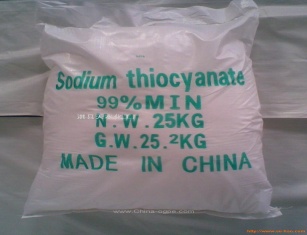 Sodium thiocyanate
99%MIN
N.W.25KG
G.W.25.2KG
MADE IN CHINA